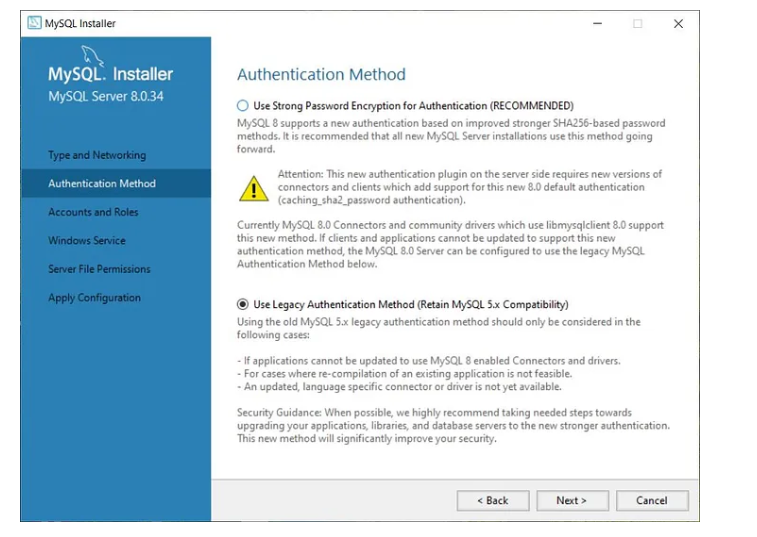 MySQL Installer
MySQL. Installer
MySQL Server 8.0.34
Type and Networking
Authentication Method
Accounts and Roles
Windows Service
Server File Permissions
Apply Configuration
Authentication Method
Use Strong Password Encryption for Authentication (RECOMMENDED)
MySQL 8 supports a new authentication based on improved stronger SHA256-based password
methods. It is recommended that all new MySQL Server installations use this method going
forward.
Attention: This new authentication plugin on the server side requires new versions of
connectors and clients which add support for this new 8.0 default authentication
(caching_sha2_password authentication).
Currently MySQL 8.0 Connectors and community drivers which use libmysqlclient 8.0 support
this new method. If clients and applications cannot be updated to support this new
authentication method, the MySQL 8.0 Server can be configured to use the legacy MySQL
Authentication Method below.
Use Legacy Authentication Method (Retain MySQL 5.x Compatibility)
Using the old MySQL 5.x legacy authentication method should only be considered in the
following cases:
- If applications cannot be updated to use MySQL 8 enabled Connectors and drivers.
- For cases where re-compilation of an existing application is not feasible.
- An updated, language specific connector or driver is not yet available.
Security Guidance: When possible, we highly recommend taking needed steps towards
upgrading your applications, libraries, and database servers to the new stronger authentication.
This new method will significantly improve your security.
< Back
Next >
Cancel